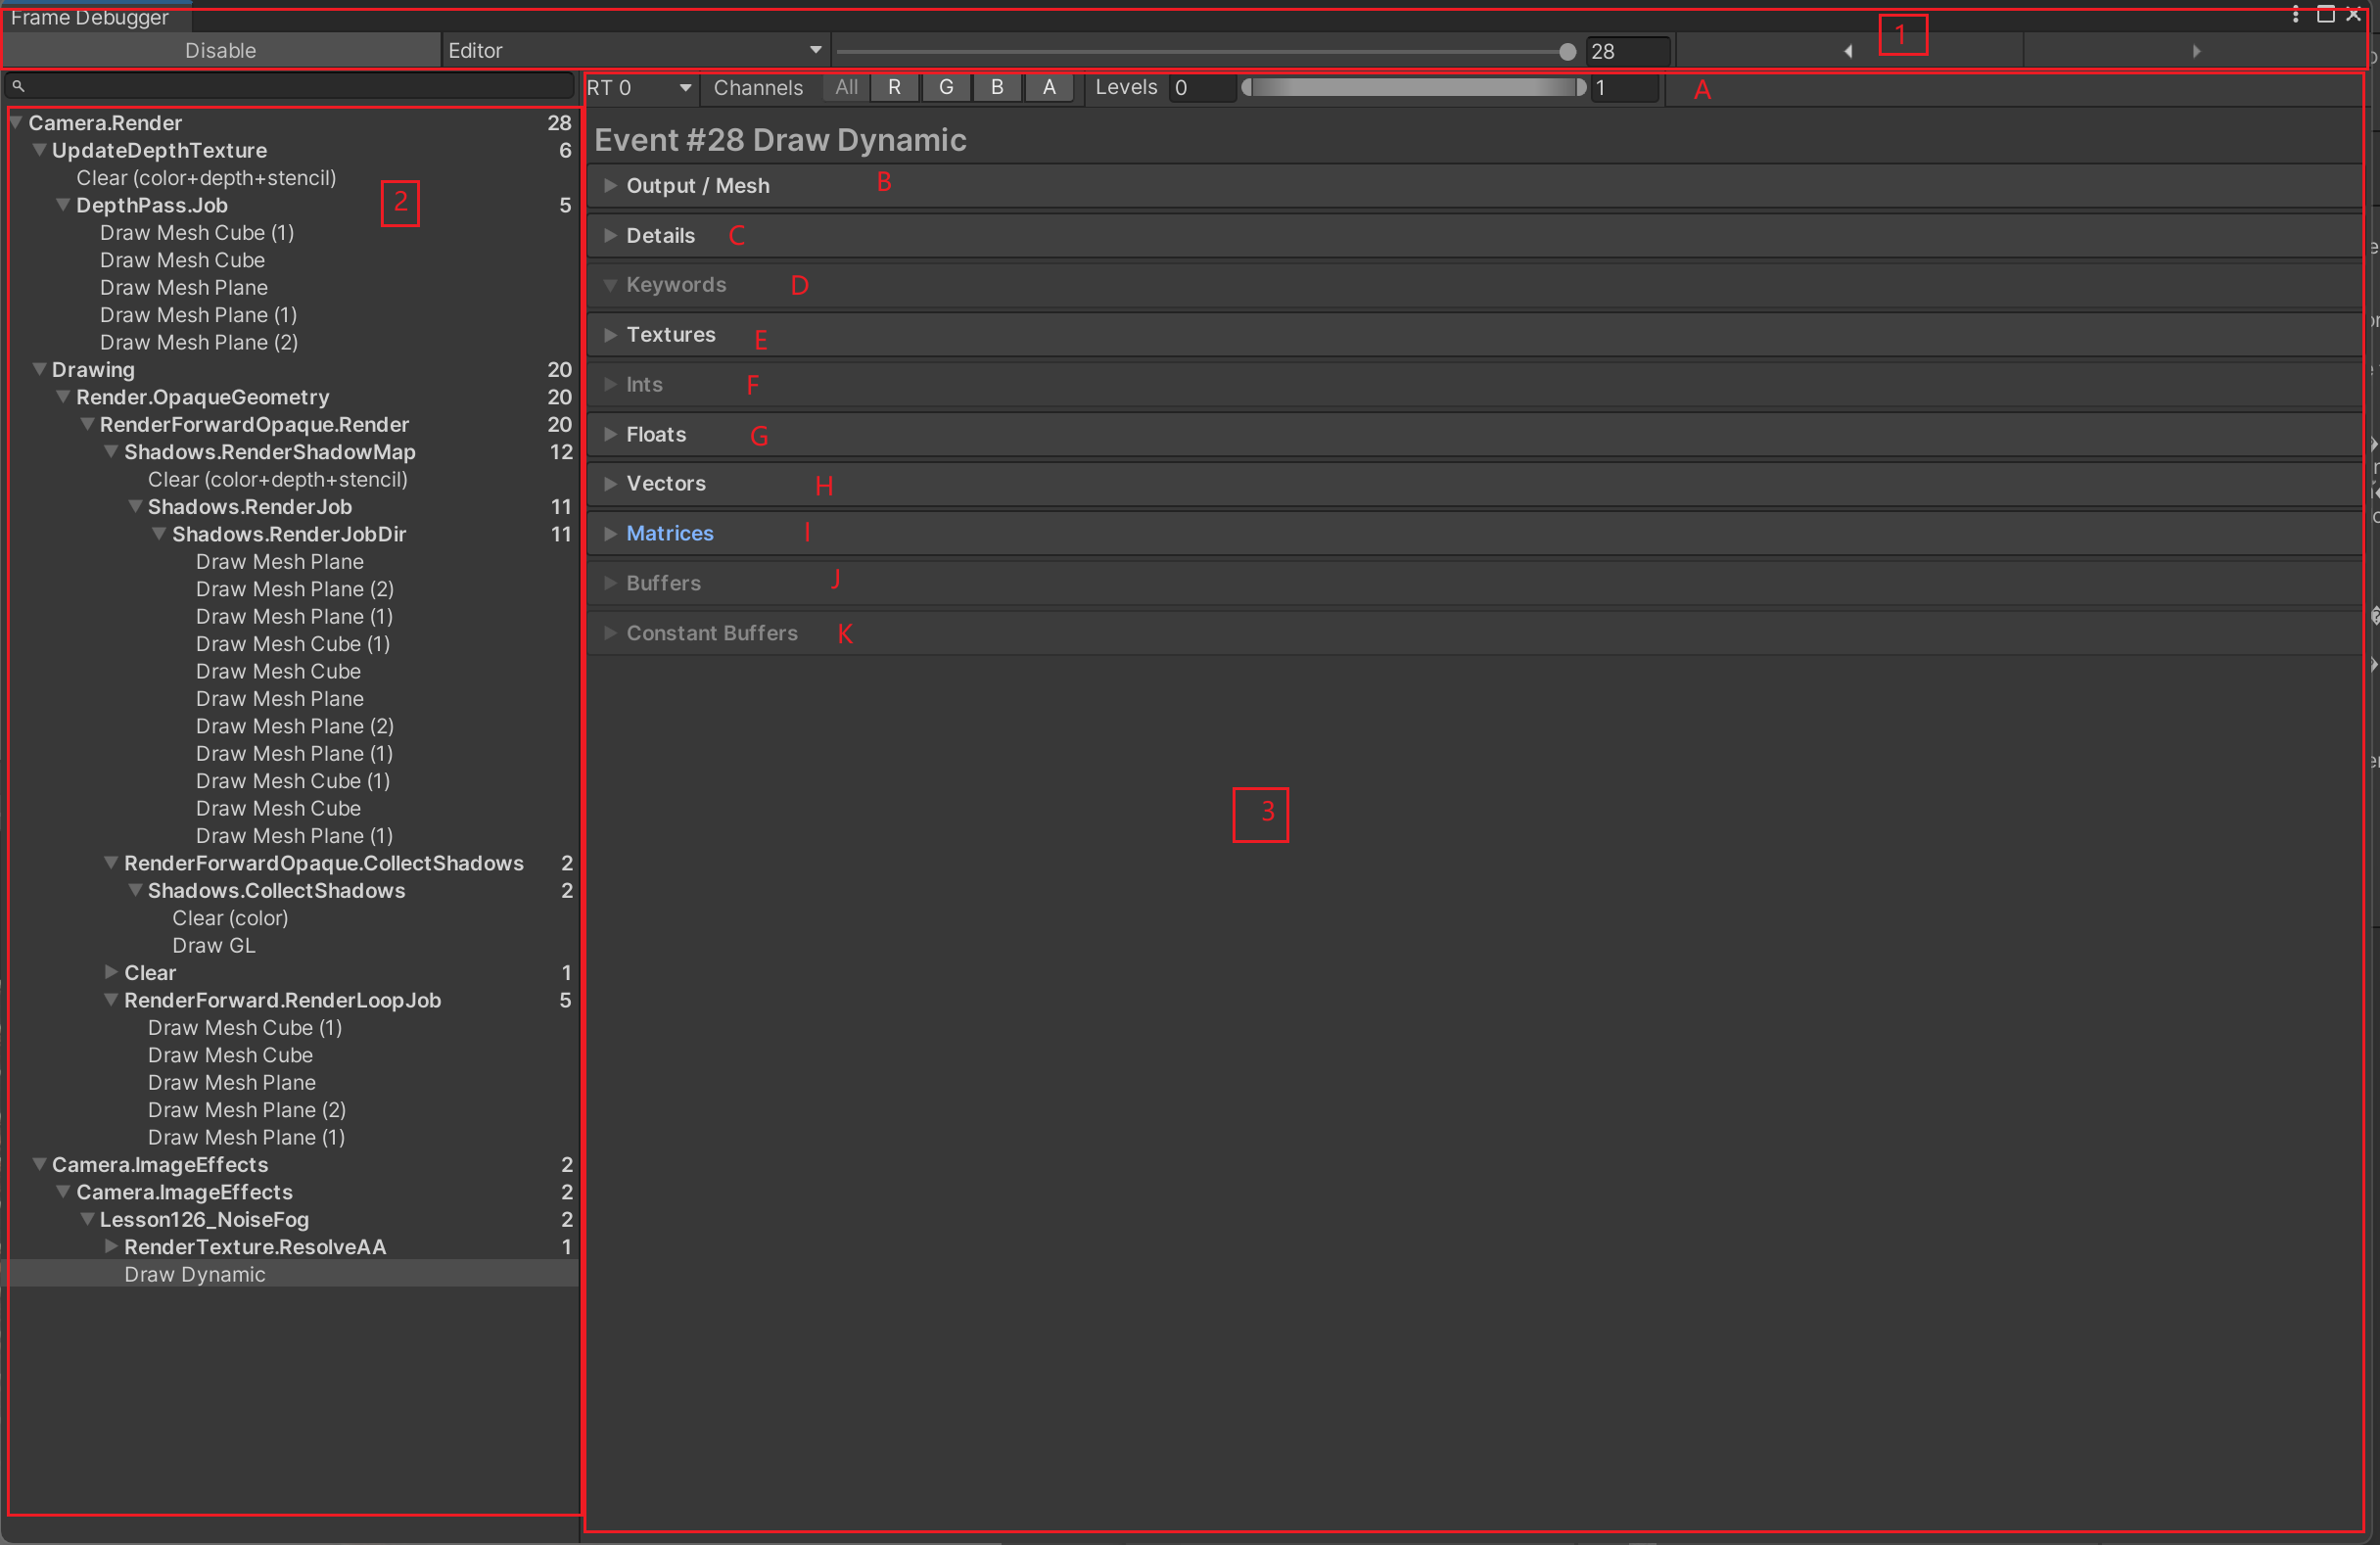 Frame Debugger
Disable Editor 28 1
RT 0 Channels All R G B A Levels 0 1 A
Camera.Render 28
UpdateDepthTexture 6
Clear (color+depth+stencil)
2
DepthPass.Job 5
Draw Mesh Cube (1)
Draw Mesh Cube
Draw Mesh Plane
Draw Mesh Plane (1)
Draw Mesh Plane (2)
Drawing 20
Render.OpaqueGeometry 20
RenderForwardOpaque.Render 20
Shadows.RenderShadowMap 12
Clear (color+depth+stencil)
Shadows.RenderJob 11
Shadows.RenderJobDir 11
Draw Mesh Plane
Draw Mesh Plane (2)
Draw Mesh Plane (1)
Draw Mesh Cube (1)
Draw Mesh Cube
Draw Mesh Plane
Draw Mesh Plane (2)
Draw Mesh Plane (1)
Draw Mesh Cube (1)
Draw Mesh Cube
Draw Mesh Plane (1)
RenderForwardOpaque.CollectShadows 2
Shadows.CollectShadows 2
Clear (color)
Draw GL
Clear 1
RenderForward.RenderLoopJob 5
Draw Mesh Cube (1)
Draw Mesh Cube
Draw Mesh Plane
Draw Mesh Plane (2)
Draw Mesh Plane (1)
Camera.ImageEffects 2
Camera.ImageEffects 2
Lesson126_NoiseFog 2
RenderTexture.ResolveAA 1
Draw Dynamic
Event #28 Draw Dynamic
Output / Mesh B
Details C
Keywords D
Textures E
Ints F
Floats G
Vectors H
Matrices I
Buffers J
Constant Buffers K
3